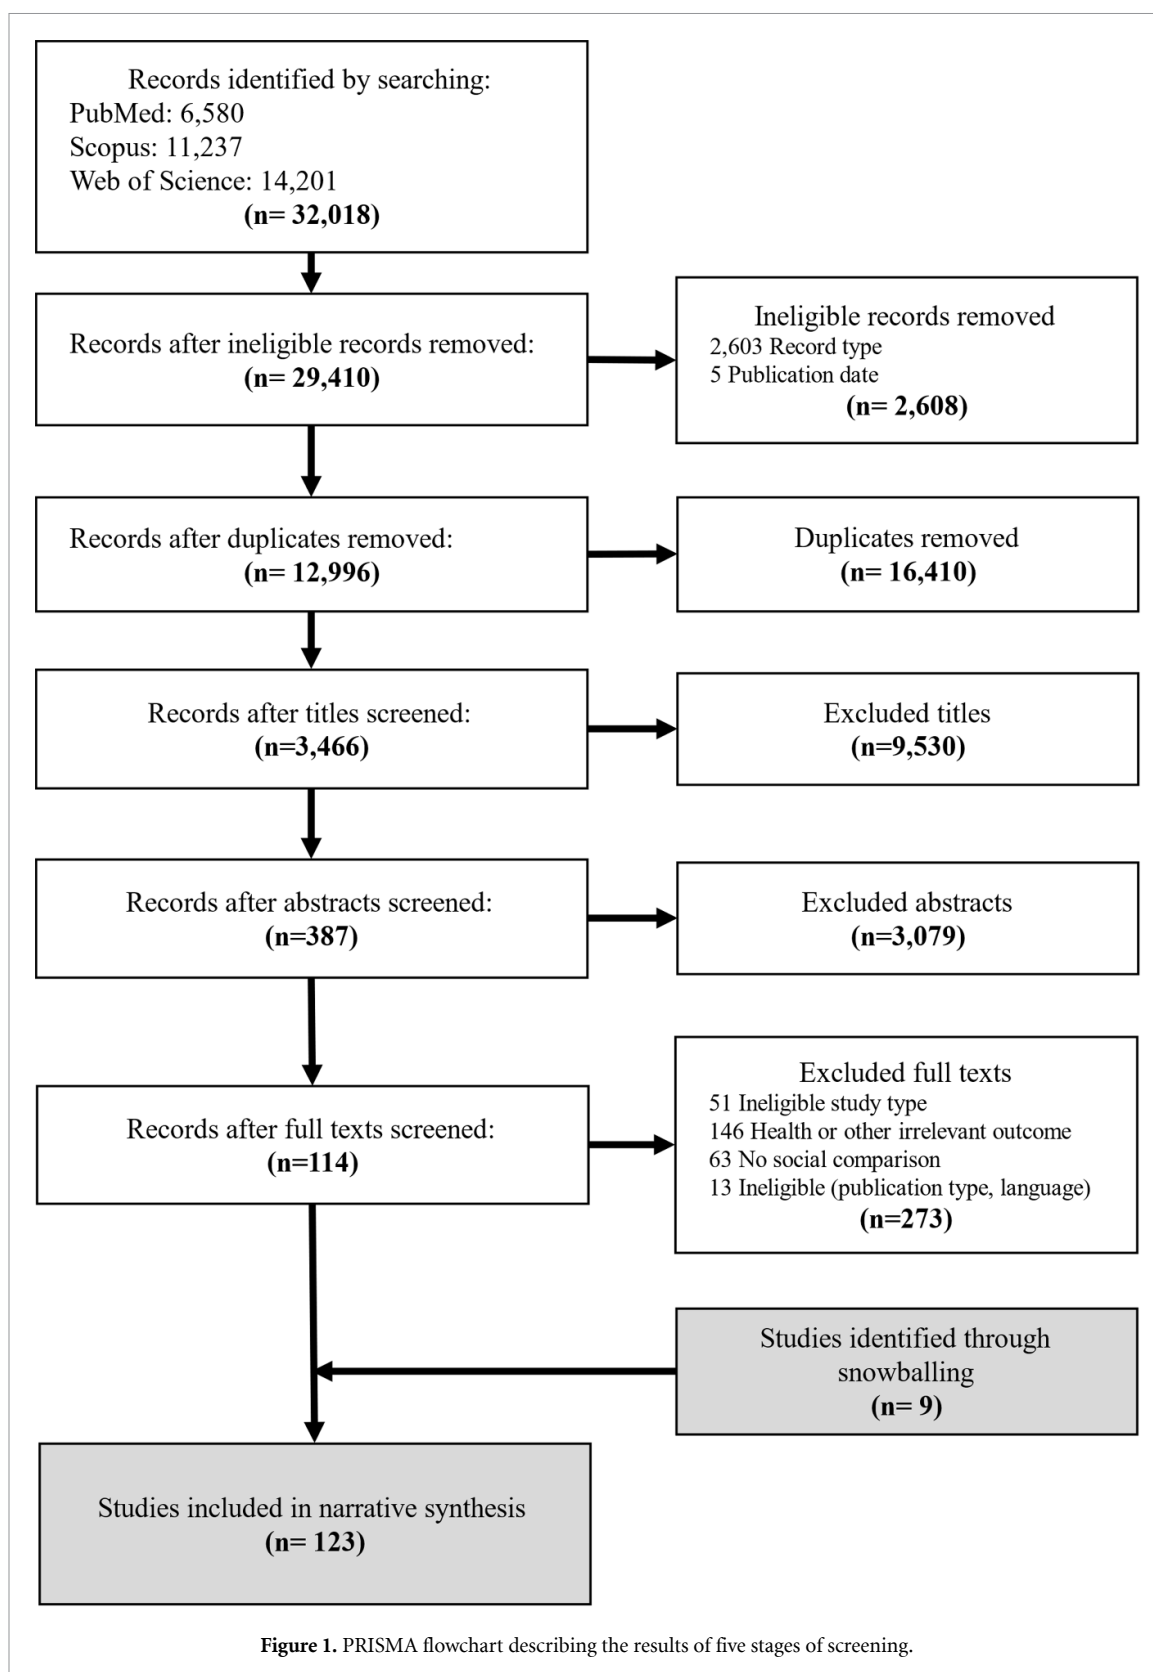 Records identified by searching:
PubMed: 6,580
Scopus: 11,237
Web of Science: 14,201
(n= 32,018)
Records after ineligible records removed:
(n= 29,410)
Ineligible records removed
2,603 Record type
5 Publication date
(n= 2,608)
Records after duplicates removed:
(n= 12,996)
Duplicates removed
(n= 16,410)
Records after titles screened:
(n=3,466)
Excluded titles
(n=9,530)
Records after abstracts screened:
(n=387)
Excluded abstracts
(n=3,079)
Records after full texts screened:
(n=114)
Excluded full texts
51 Ineligible study type
146 Health or other irrelevant outcome
63 No social comparison
13 Ineligible (publication type, language)
(n=273)
Studies identified through
snowballing
(n= 9)
Studies included in narrative synthesis
(n= 123)
Figure 1. PRISMA flowchart describing the results of five stages of screening.